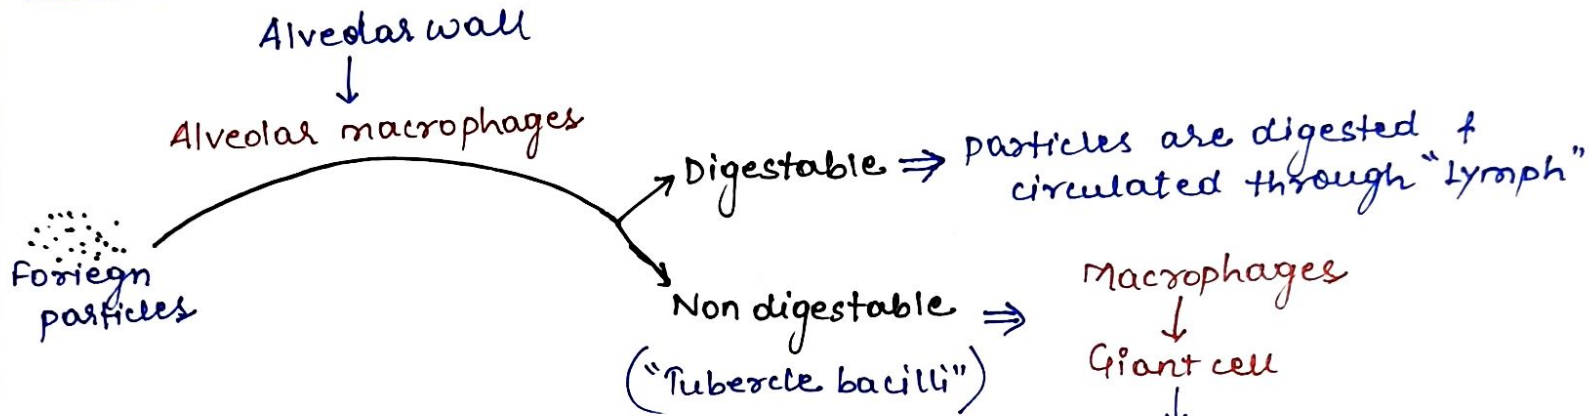 Alveolar wall
Alveolar macrophages
Digestable ⇒ particles are digested &
circulated through "Lymph"
Foriegn
particles
Non digestable ⇒
("Tubercle bacilli")
Macrophages
Giant cell